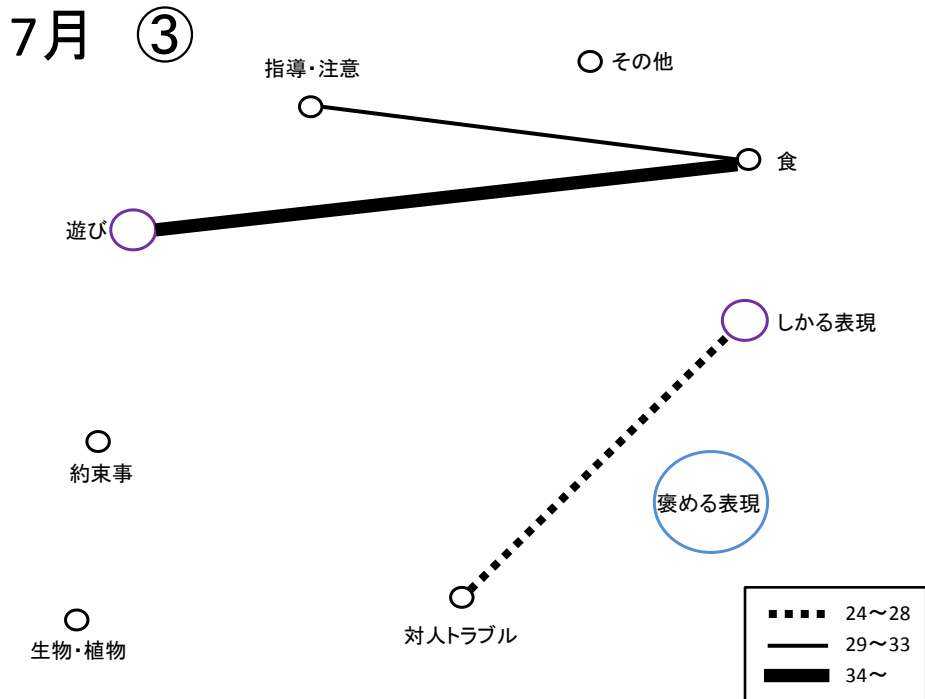 7月 ③
指導・注意
その他
食
遊び
しかる表現
約束事
褒める表現
生物・植物
対人トラブル
24〜28
29〜33
34〜